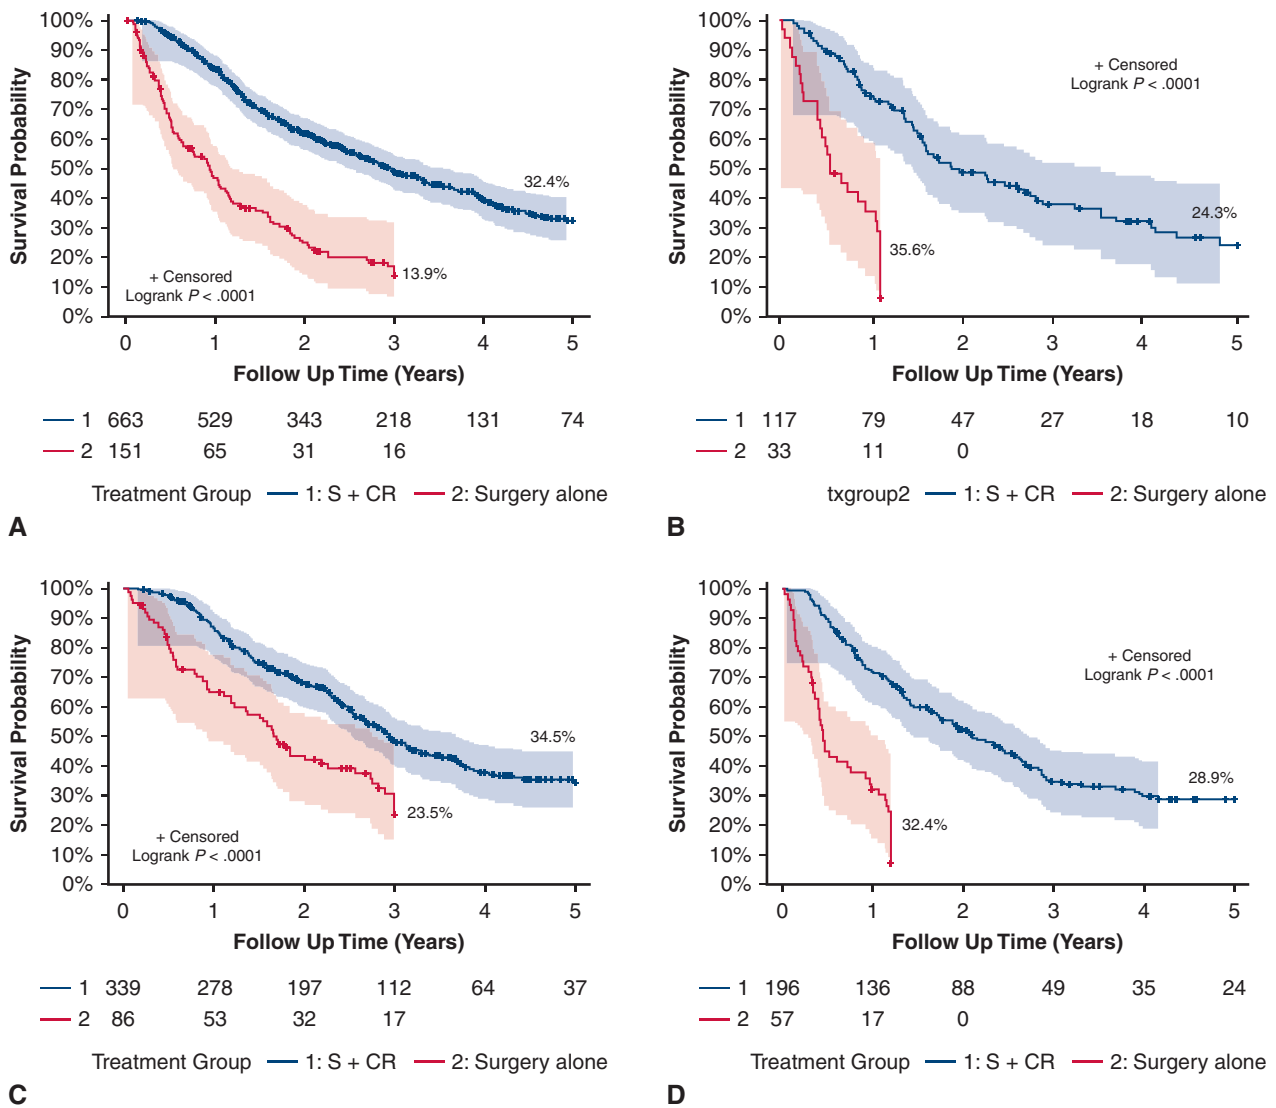 100%
90%
80%
70%
60%
50%
40%
30%
20%
10%
0%
Survival Probability
32.4%
13.9%
+ Censored
Logrank P < .0001
0 1 2 3 4 5
Follow Up Time (Years)
1 663 529 343 218 131 74
2 151 65 31 16
Treatment Group 1: S + CR 2: Surgery alone
A
100%
90%
80%
70%
60%
50%
40%
30%
20%
10%
0%
Survival Probability
+ Censored
Logrank P < .0001
24.3%
35.6%
0 1 2 3 4 5
Follow Up Time (Years)
1 117 79 47 27 18 10
2 33 11 0
txgroup2 1: S + CR 2: Surgery alone
B
100%
90%
80%
70%
60%
50%
40%
30%
20%
10%
0%
Survival Probability
34.5%
23.5%
+ Censored
Logrank P < .0001
0 1 2 3 4 5
Follow Up Time (Years)
1 339 278 197 112 64 37
2 86 53 32 17
Treatment Group 1: S + CR 2: Surgery alone
C
100%
90%
80%
70%
60%
50%
40%
30%
20%
10%
0%
Survival Probability
+ Censored
Logrank P < .0001
28.9%
32.4%
0 1 2 3 4 5
Follow Up Time (Years)
1 196 136 88 49 35 24
2 57 17 0
Treatment Group 1: S + CR 2: Surgery alone
D